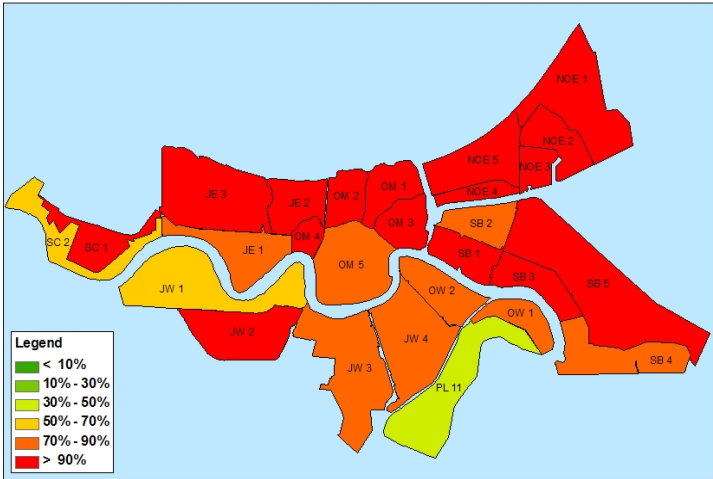 NOE 1
NOE 2
NOE 5
NOE 3
NOE 4
OM 1
OM 2
JE 3
JE 2
OM 3
SB 2
OM 4
SC 2
SC 1
JE 1
SB 1
OM 5
SB 3
SB 5
JW 1
OW 2
OW 1
JW 2
JW 4
SB 4
JW 3
PL 11
Legend
< 10%
10% - 30%
30% - 50%
50% - 70%
70% - 90%
> 90%